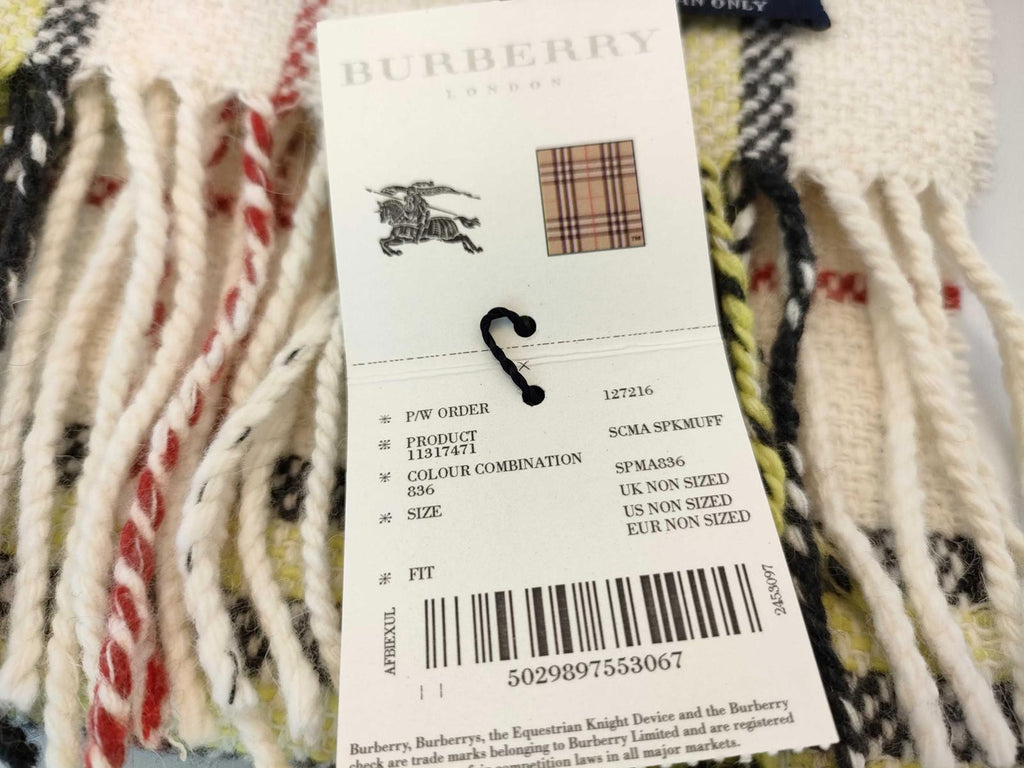 ONLY
BURBERRY
LONDON
TM
P/W ORDER 127216
PRODUCT SCMA SPKMUFF
11317471
COLOUR COMBINATION SPMA836
836
SIZE UK NON SIZED
US NON SIZED
EUR NON SIZED
FIT
AFBIEXUL
2453097
5029897553067
Burberry, Burberrys, the Equestrian Knight Device and the Burberry
check are trade marks belonging to Burberry Limited and are registered
competition laws in all major markets.